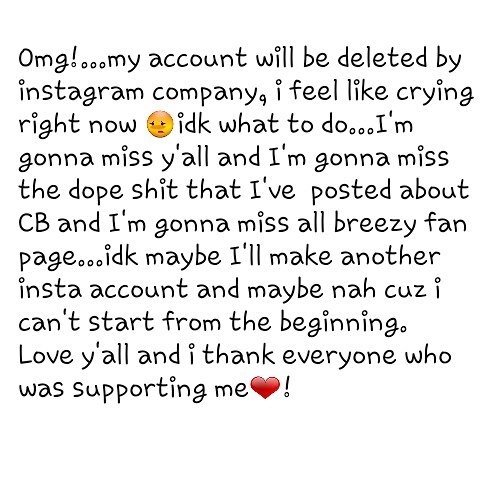 Omg!...my account will be deleted by
instagram company, i feel like crying
right now 😳idk what to do...I'm
gonna miss y'all and I'm gonna miss
the dope shit that I've posted about
CB and I'm gonna miss all breezy fan
page...idk maybe I'll make another
insta account and maybe nah cuz i
can't start from the beginning.
Love y'all and i thank everyone who
was supporting me❤!